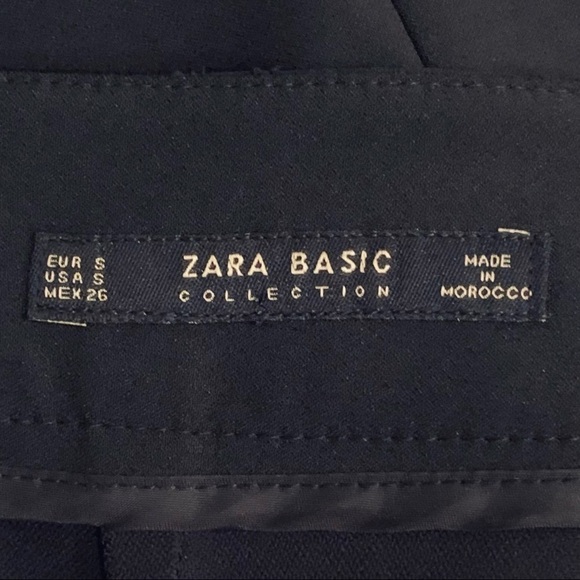 EUR S
USA S
MEX 26
ZARA BASIC
COLLECTION
MADE
IN
MOROCCO